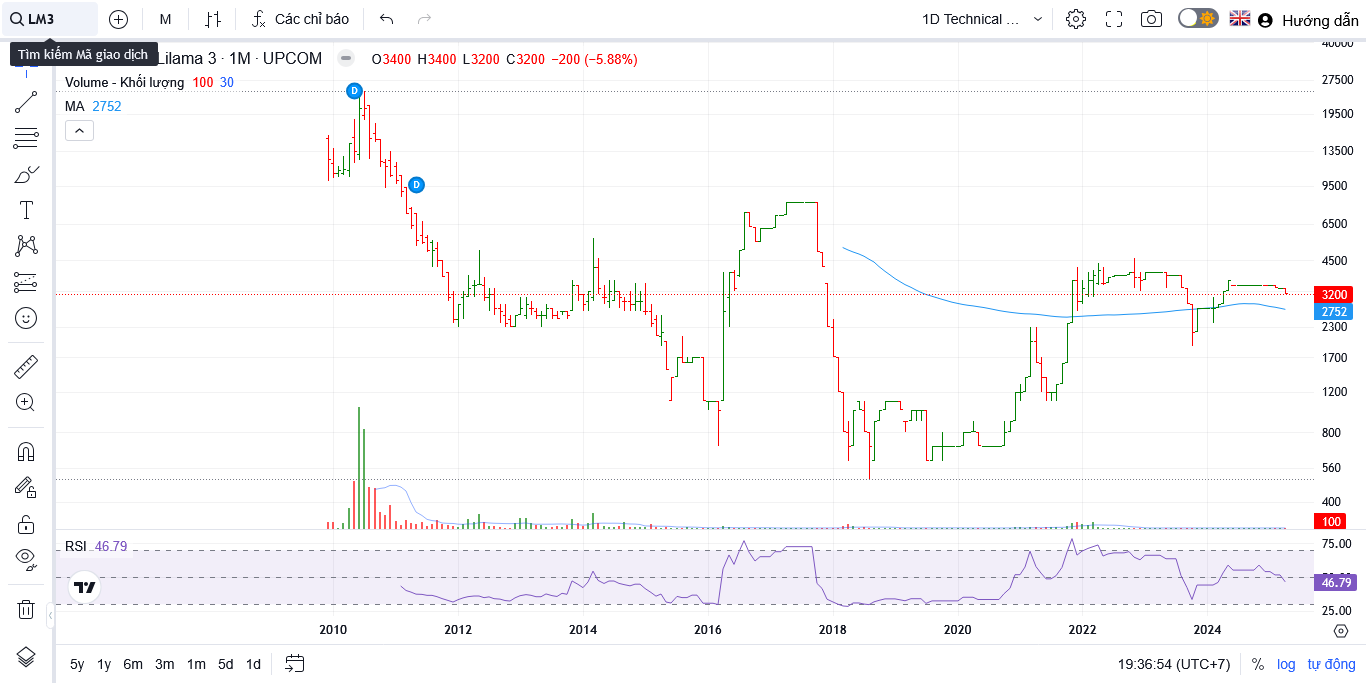 LM3
M
Các chỉ báo
1D Technical ...
Hướng dẫn
Tìm kiếm Mã giao dịch
Lilama 3 · 1M · UPCOM
O3400 H3400 L3200 C3200 −200 (−5.88%)
Volume - Khối lượng 100 30
MA 2752
D
D
40000
27500
19500
13500
9500
6500
4500
3200
2752
2300
1700
1200
800
560
400
100
RSI 46.79
75.00
46.79
25.00
2010 2012 2014 2016 2018 2020 2022 2024
5y 1y 6m 3m 1m 5d 1d
19:36:54 (UTC+7)
%
log
tự động